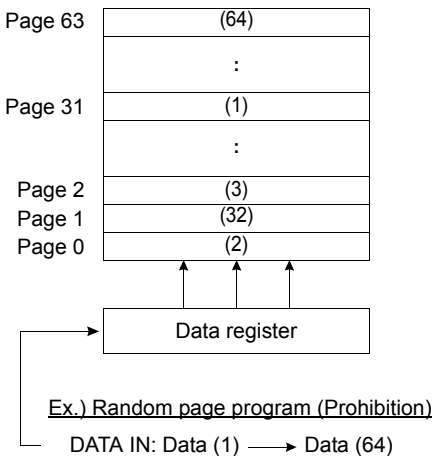 Page 63 (64)
:
Page 31 (1)
:
Page 2 (3)
Page 1 (32)
Page 0 (2)
Data register
Ex.) Random page program (Prohibition)
DATA IN: Data (1) → Data (64)